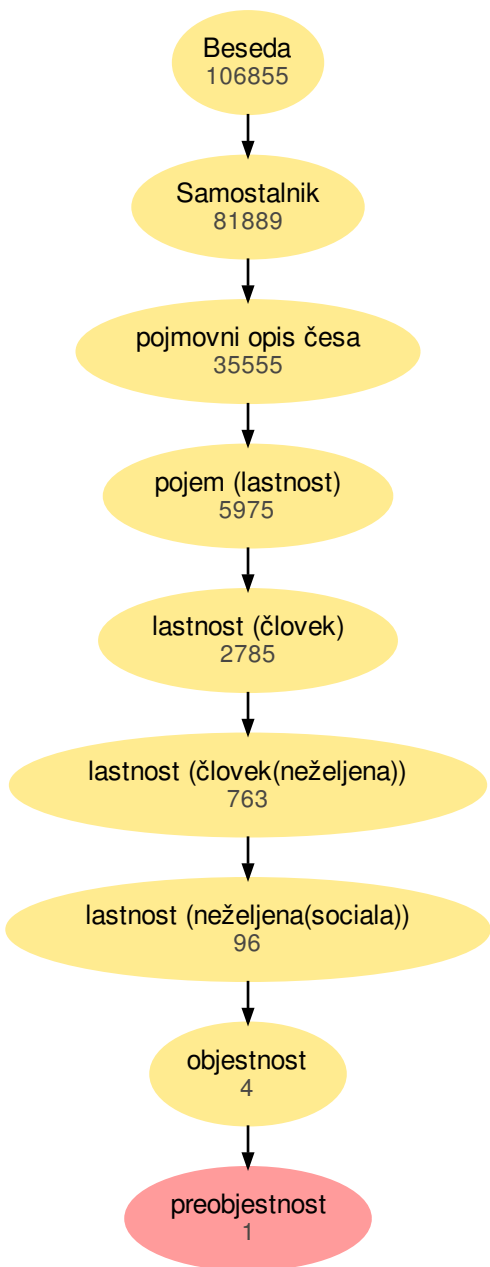 Beseda
106855
Samostalnik
81889
pojmovni opis česa
35555
pojem (lastnost)
5975
lastnost (človek)
2785
lastnost (človek(neželjena))
763
lastnost (neželjena(sociala))
96
objestnost
4
preobjestnost
1